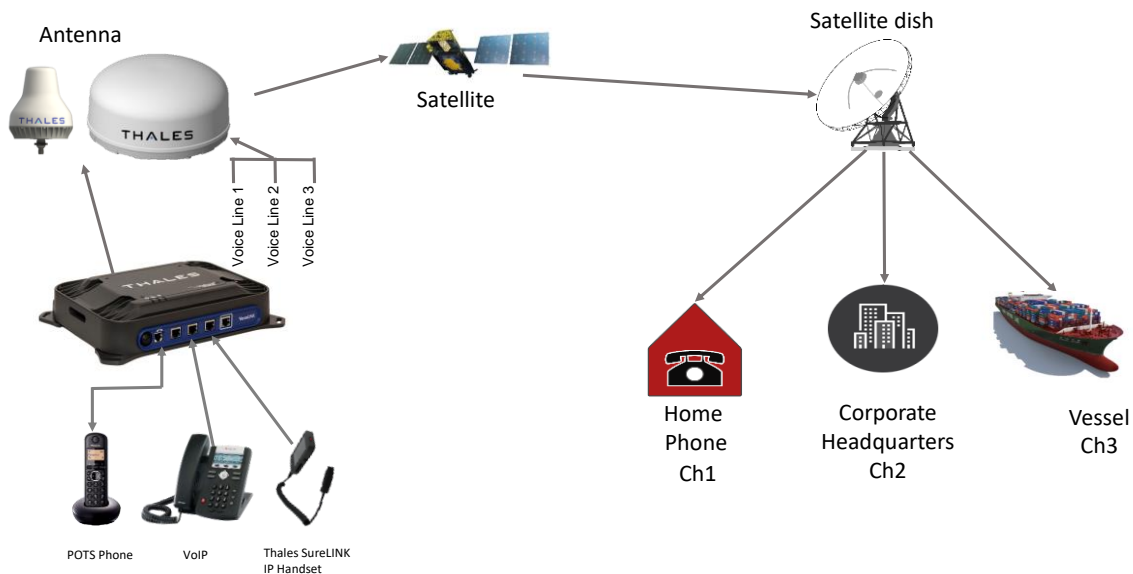 Antenna
Satellite dish
THALES
THALES
Satellite
Voice Line 1
Voice Line 2
Voice Line 3
THALES
Home
Phone
Ch1
Corporate
Headquarters
Ch2
Vessel
Ch3
POTS Phone
VoIP
Thales SureLINK
IP Handset